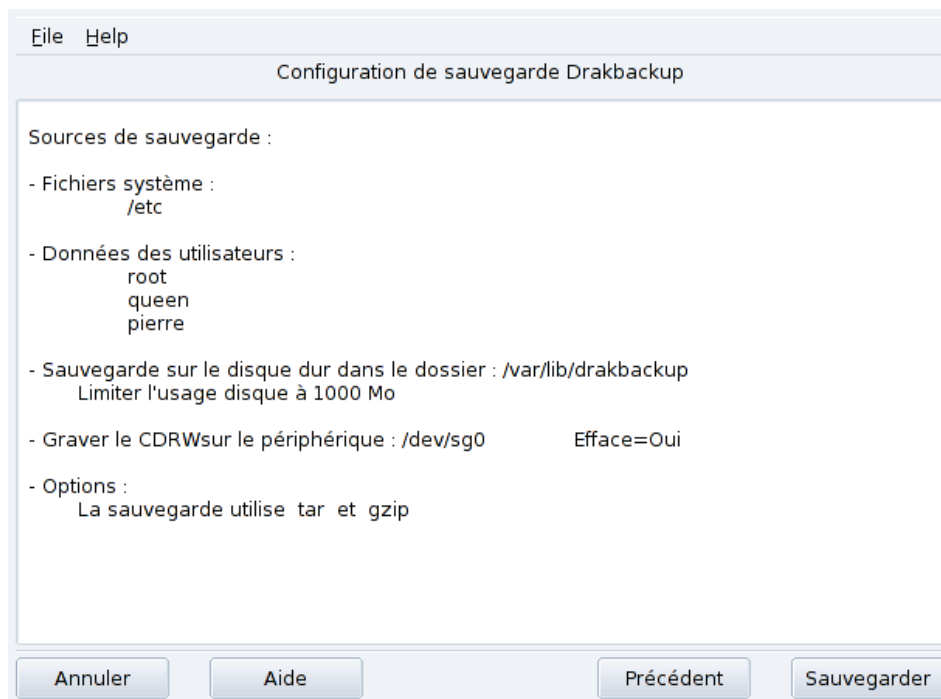 File Help
Configuration de sauvegarde Drakbackup
Sources de sauvegarde :
- Fichiers système :
/etc
- Données des utilisateurs :
root
queen
pierre
- Sauvegarde sur le disque dur dans le dossier : /var/lib/drakbackup
Limiter l'usage disque à 1000 Mo
- Graver le CDRWsur le périphérique : /dev/sg0 Efface=Oui
- Options :
La sauvegarde utilise tar et gzip
Annuler Aide Précédent Sauvegarder